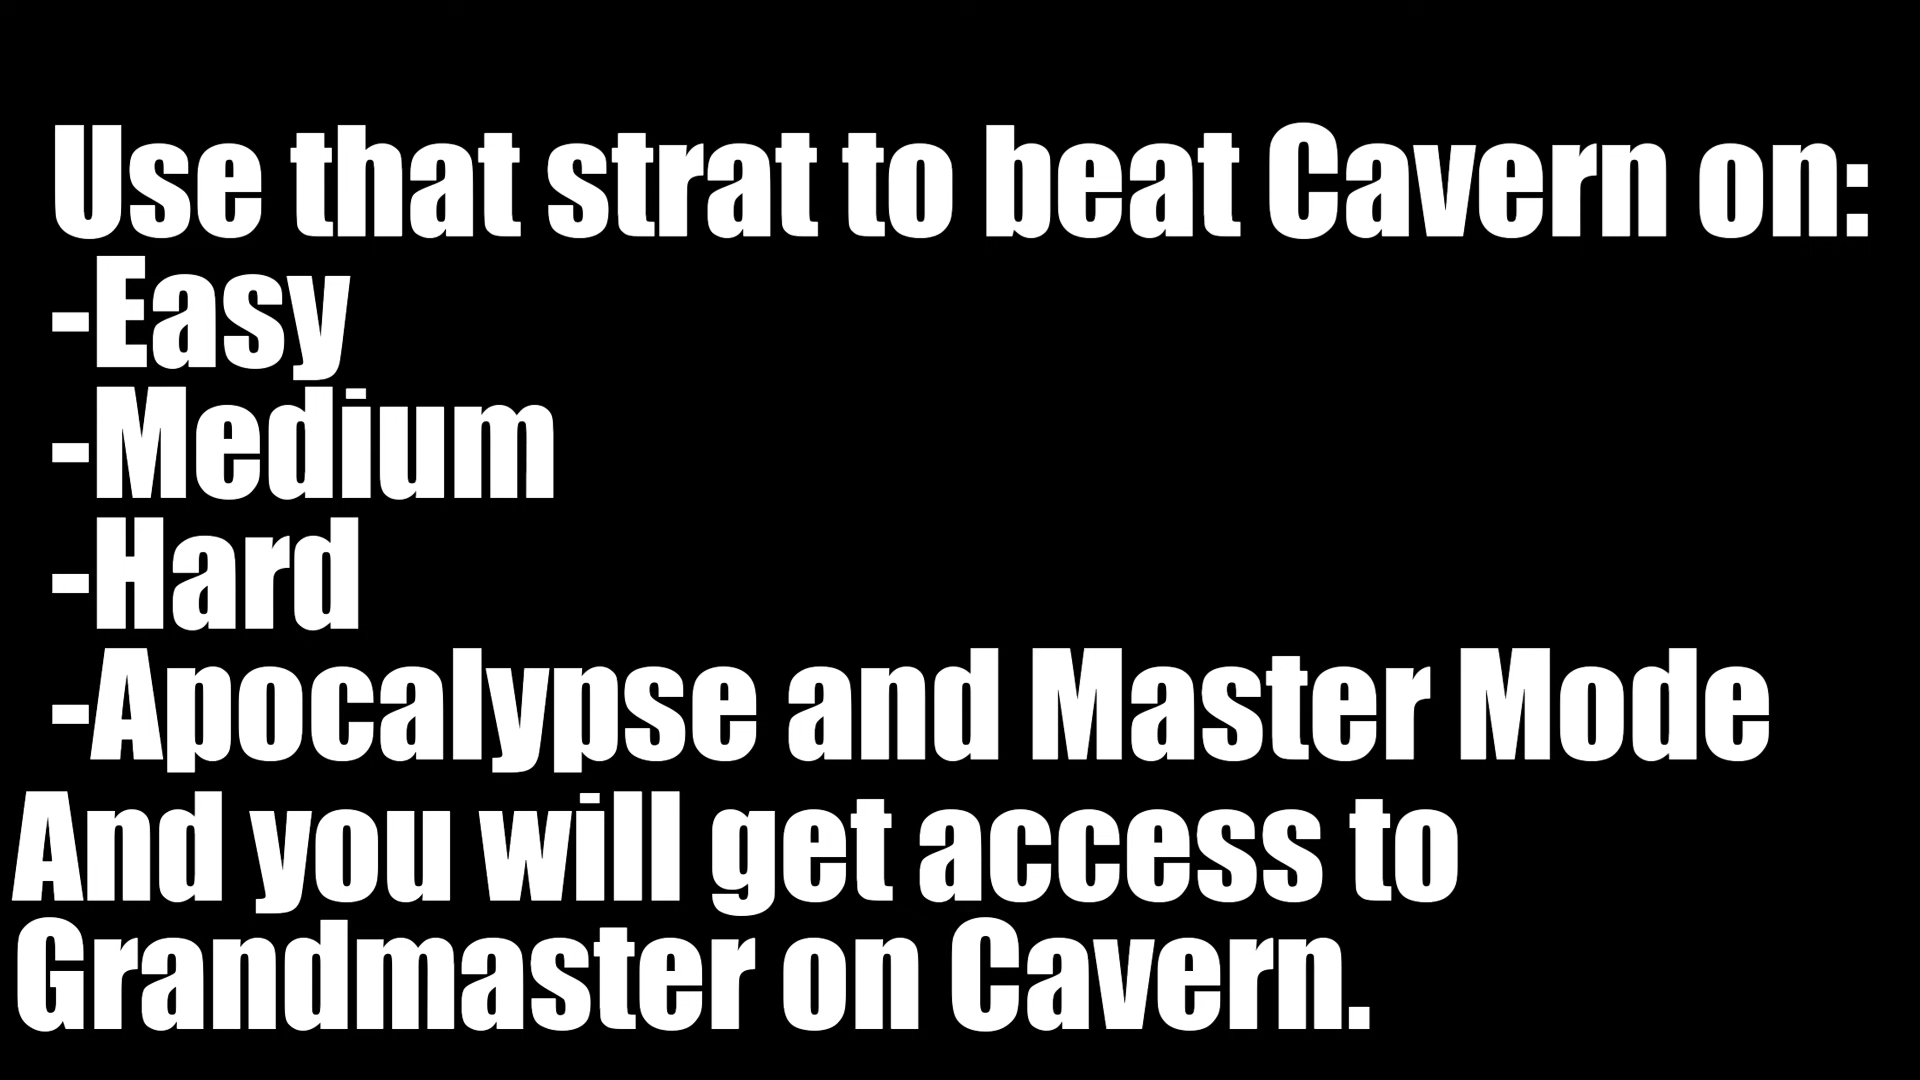 Use that strat to beat Cavern on:
-Easy
-Medium
-Hard
-Apocalypse and Master Mode
And you will get access to
Grandmaster on Cavern.